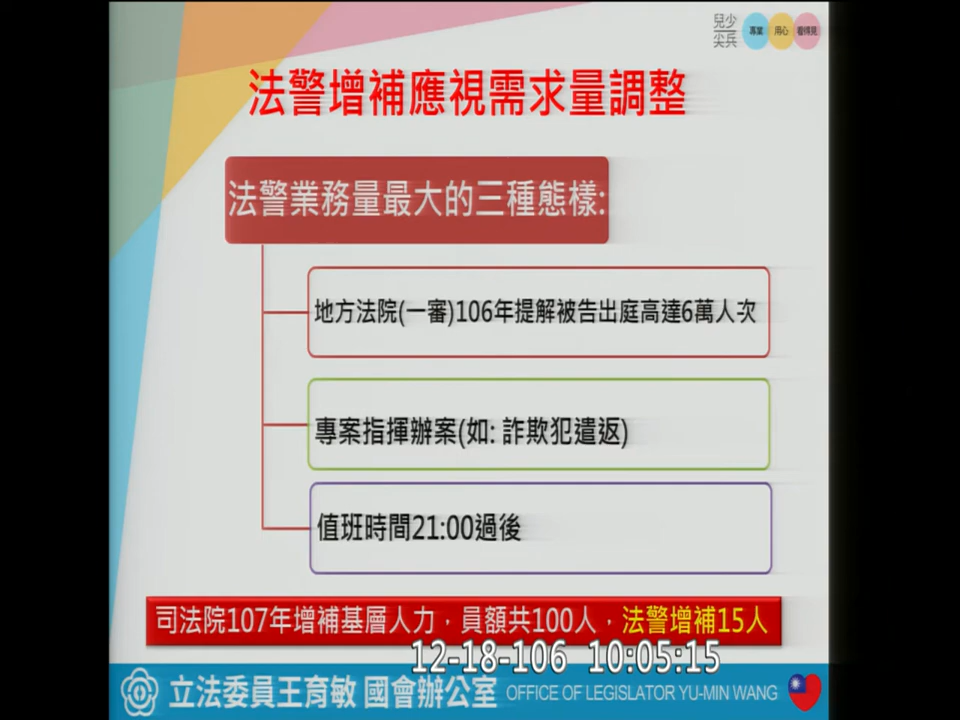 兒少
尖兵
專業
用心
看得見
法警增補應視需求量調整
法警業務量最大的三種態樣:
地方法院(一審)106年提解被告出庭高達6萬人次
專案指揮辦案(如: 詐欺犯遣返)
值班時間21:00過後
司法院107年增補基層人力，員額共100人，法警增補15人
12-18-106 10:05:15
立法委員王育敏 國會辦公室 OFFICE OF LEGISLATOR YU-MIN WANG